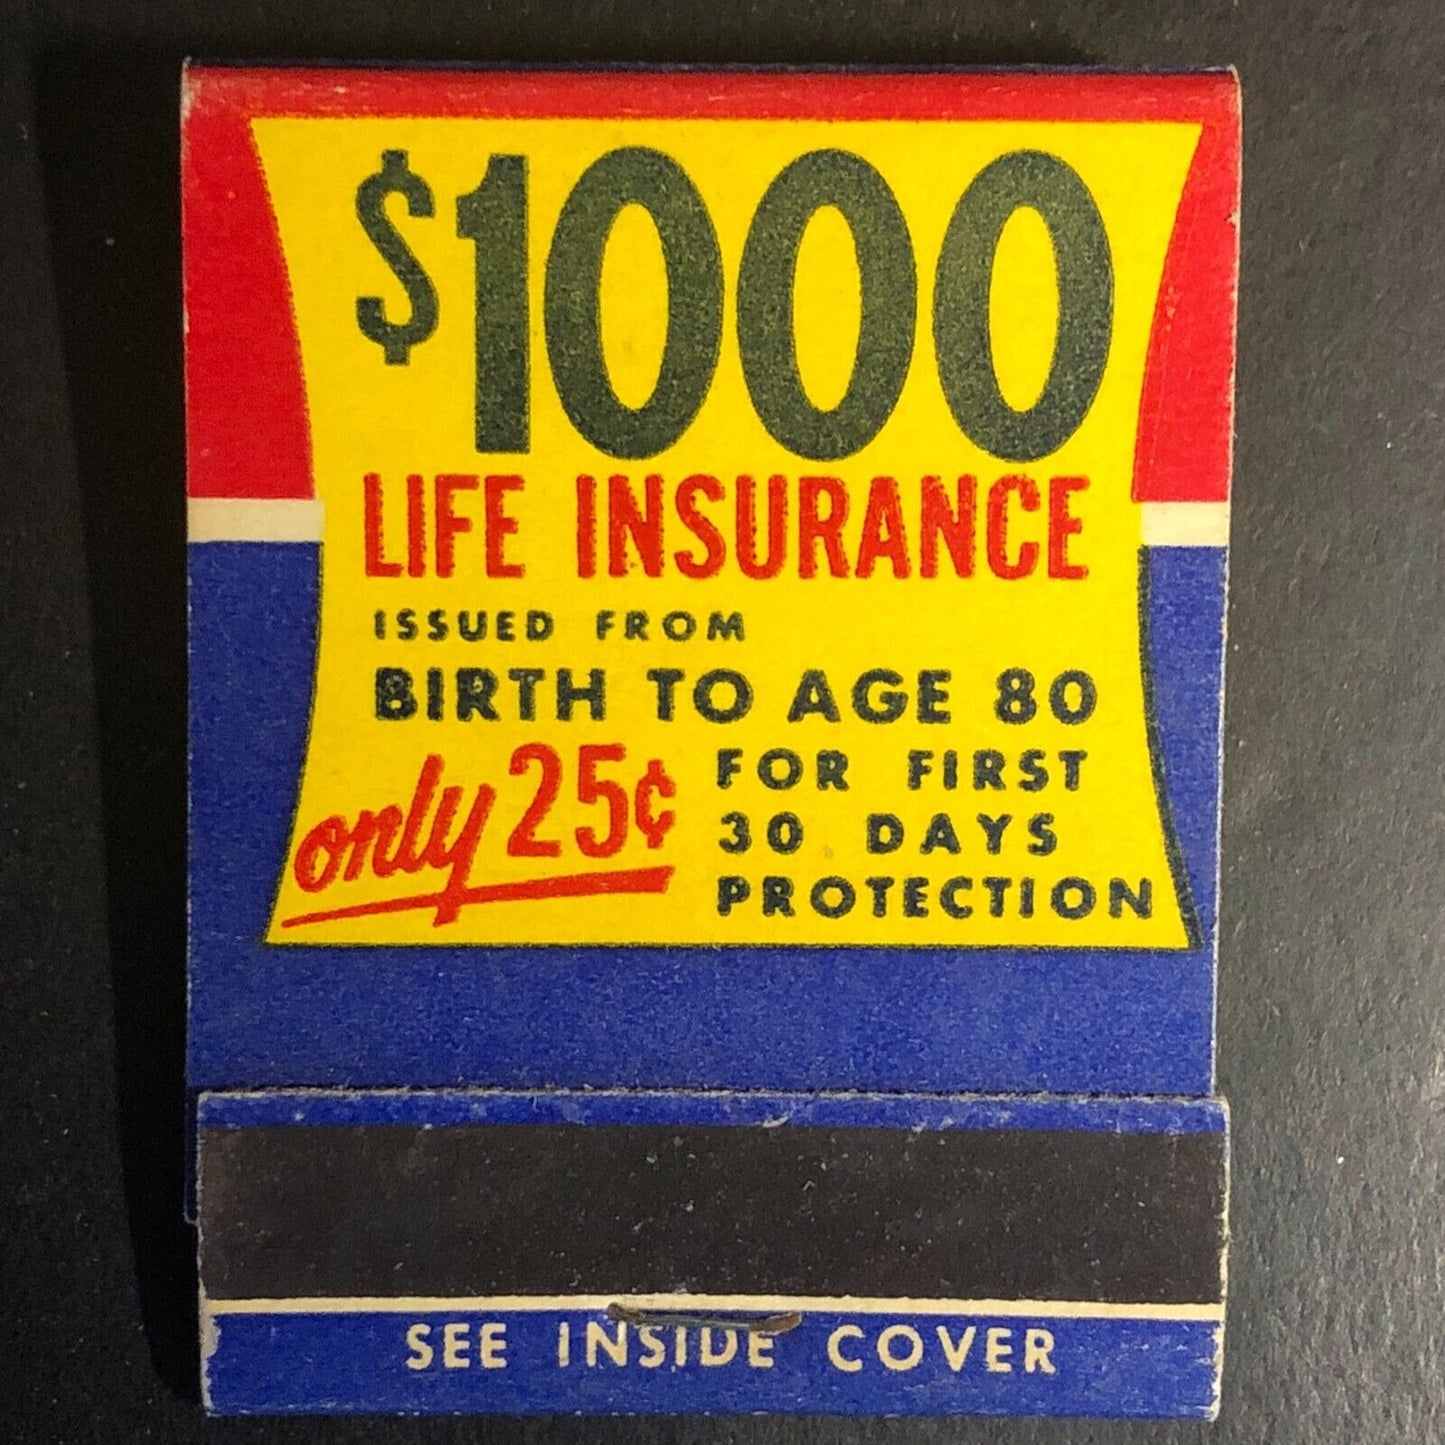 $1000
LIFE INSURANCE
ISSUED FROM
BIRTH TO AGE 80
only 25¢
FOR FIRST
30 DAYS
PROTECTION
SEE INSIDE COVER